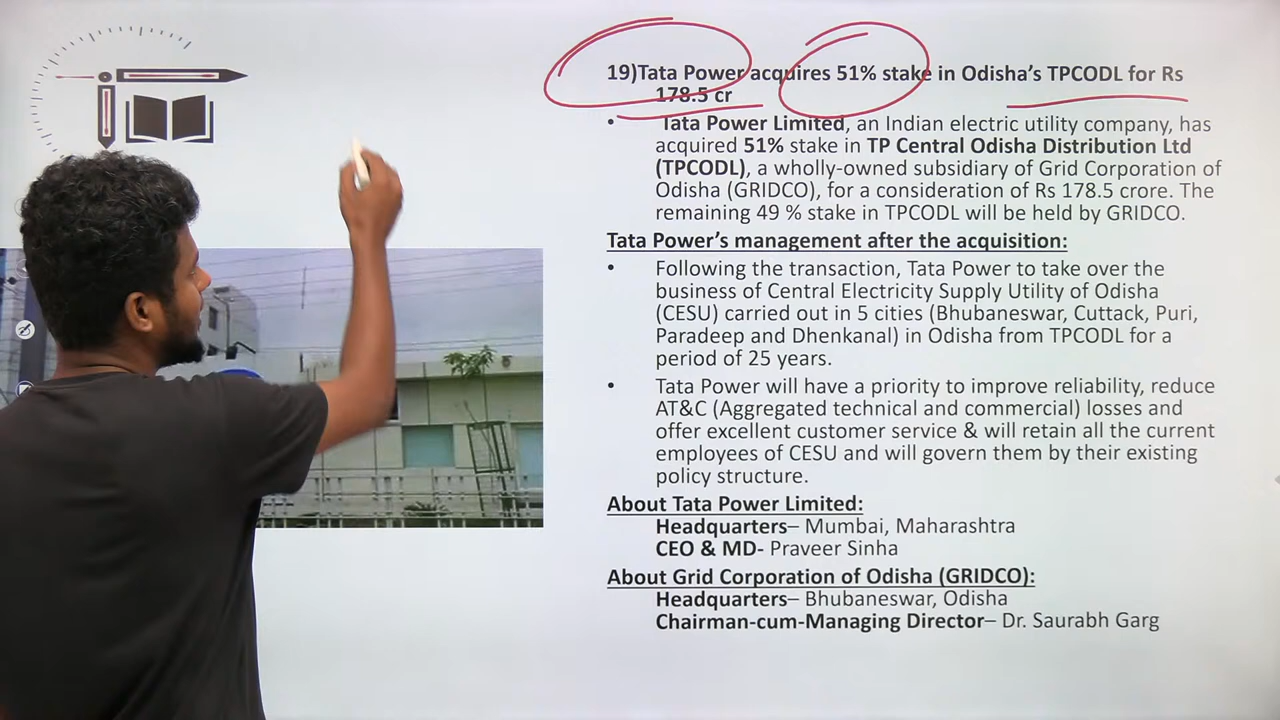 19)Tata Power acquires 51% stake in Odisha's TPCODL for Rs
178.5 cr
• Tata Power Limited, an Indian electric utility company, has
acquired 51% stake in TP Central Odisha Distribution Ltd
(TPCODL), a wholly-owned subsidiary of Grid Corporation of
Odisha (GRIDCO), for a consideration of Rs 178.5 crore. The
remaining 49 % stake in TPCODL will be held by GRIDCO.
Tata Power's management after the acquisition:
• Following the transaction, Tata Power to take over the
business of Central Electricity Supply Utility of Odisha
(CESU) carried out in 5 cities (Bhubaneswar, Cuttack, Puri,
Paradeep and Dhenkanal) in Odisha from TPCODL for a
period of 25 years.
• Tata Power will have a priority to improve reliability, reduce
AT&C (Aggregated technical and commercial) losses and
offer excellent customer service & will retain all the current
employees of CESU and will govern them by their existing
policy structure.
About Tata Power Limited:
Headquarters– Mumbai, Maharashtra
CEO & MD- Praveer Sinha
About Grid Corporation of Odisha (GRIDCO):
Headquarters– Bhubaneswar, Odisha
Chairman-cum-Managing Director– Dr. Saurabh Garg